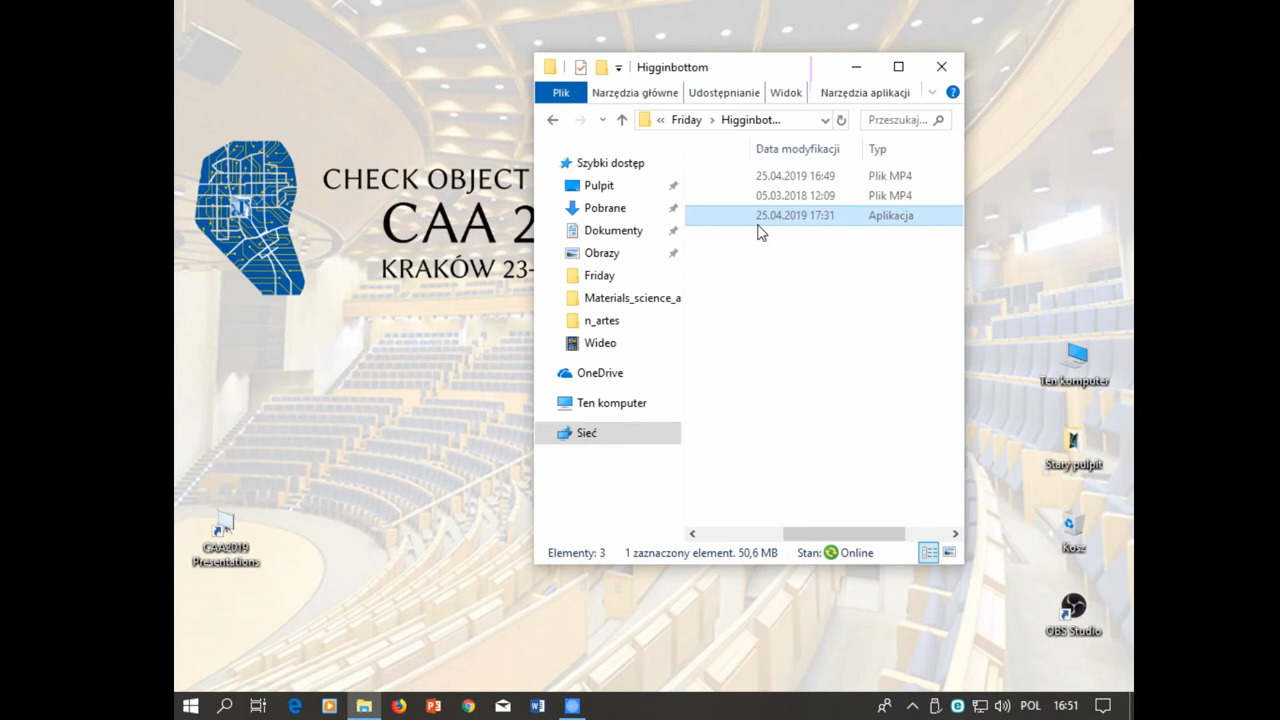 Higginbottom
Plik Narzędzia główne Udostępnianie Widok Narzędzia aplikacji
« Friday › Higginbot... Przeszukaj...
Data modyfikacji Typ
25.04.2019 16:49 Plik MP4
05.03.2018 12:09 Plik MP4
25.04.2019 17:31 Aplikacja
Szybki dostęp
Pulpit
Pobrane
Dokumenty
Obrazy
Friday
Materials_science_a
n_artes
Wideo
OneDrive
Ten komputer
Sieć
Elementy: 3 1 zaznaczony element. 50,6 MB Stan: Online
CHECK OBJECT
CAA 2
KRAKÓW 23-
CAA2019
Presentations
Ten komputer
Stary pulpit
Kosz
OBS Studio
POL 16:51